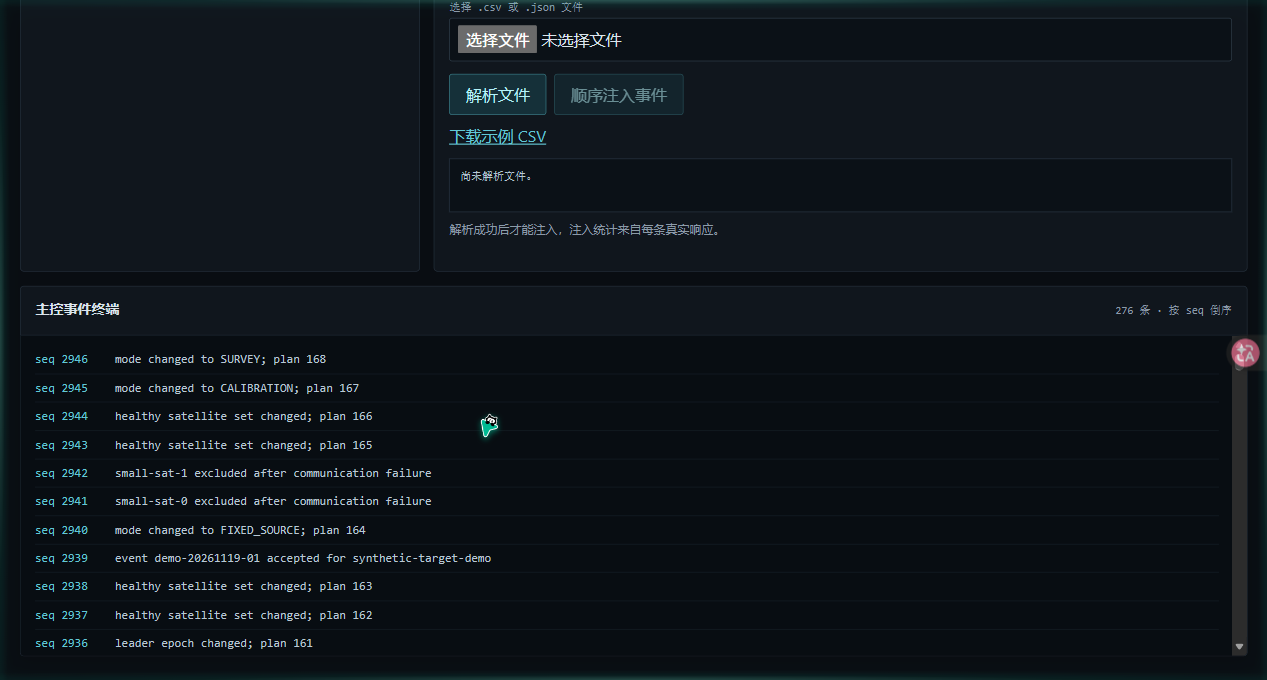 选择 .csv 或 .json 文件
选择文件 未选择文件
解析文件 顺序注入事件
下载示例 CSV
尚未解析文件。
解析成功后才能注入，注入统计来自每条真实响应。
主控事件终端 276 条 · 按 seq 倒序
seq 2946 mode changed to SURVEY; plan 168
seq 2945 mode changed to CALIBRATION; plan 167
seq 2944 healthy satellite set changed; plan 166
seq 2943 healthy satellite set changed; plan 165
seq 2942 small-sat-1 excluded after communication failure
seq 2941 small-sat-0 excluded after communication failure
seq 2940 mode changed to FIXED_SOURCE; plan 164
seq 2939 event demo-20261119-01 accepted for synthetic-target-demo
seq 2938 healthy satellite set changed; plan 163
seq 2937 healthy satellite set changed; plan 162
seq 2936 leader epoch changed; plan 161